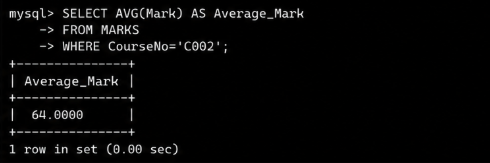 mysql> SELECT AVG(Mark) AS Average_Mark
    -> FROM MARKS
    -> WHERE CourseNo='C002';
+--------------+
| Average_Mark |
+--------------+
|  64.0000     |
+--------------+
1 row in set (0.00 sec)